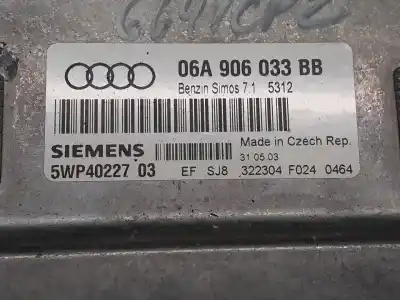 06A 906 033 BB
Benzin Simos 7.1 5312
SIEMENS
Made in Czech Rep.
31.05.03
5WP40227 03
EF SJ8 322304 F024 0464